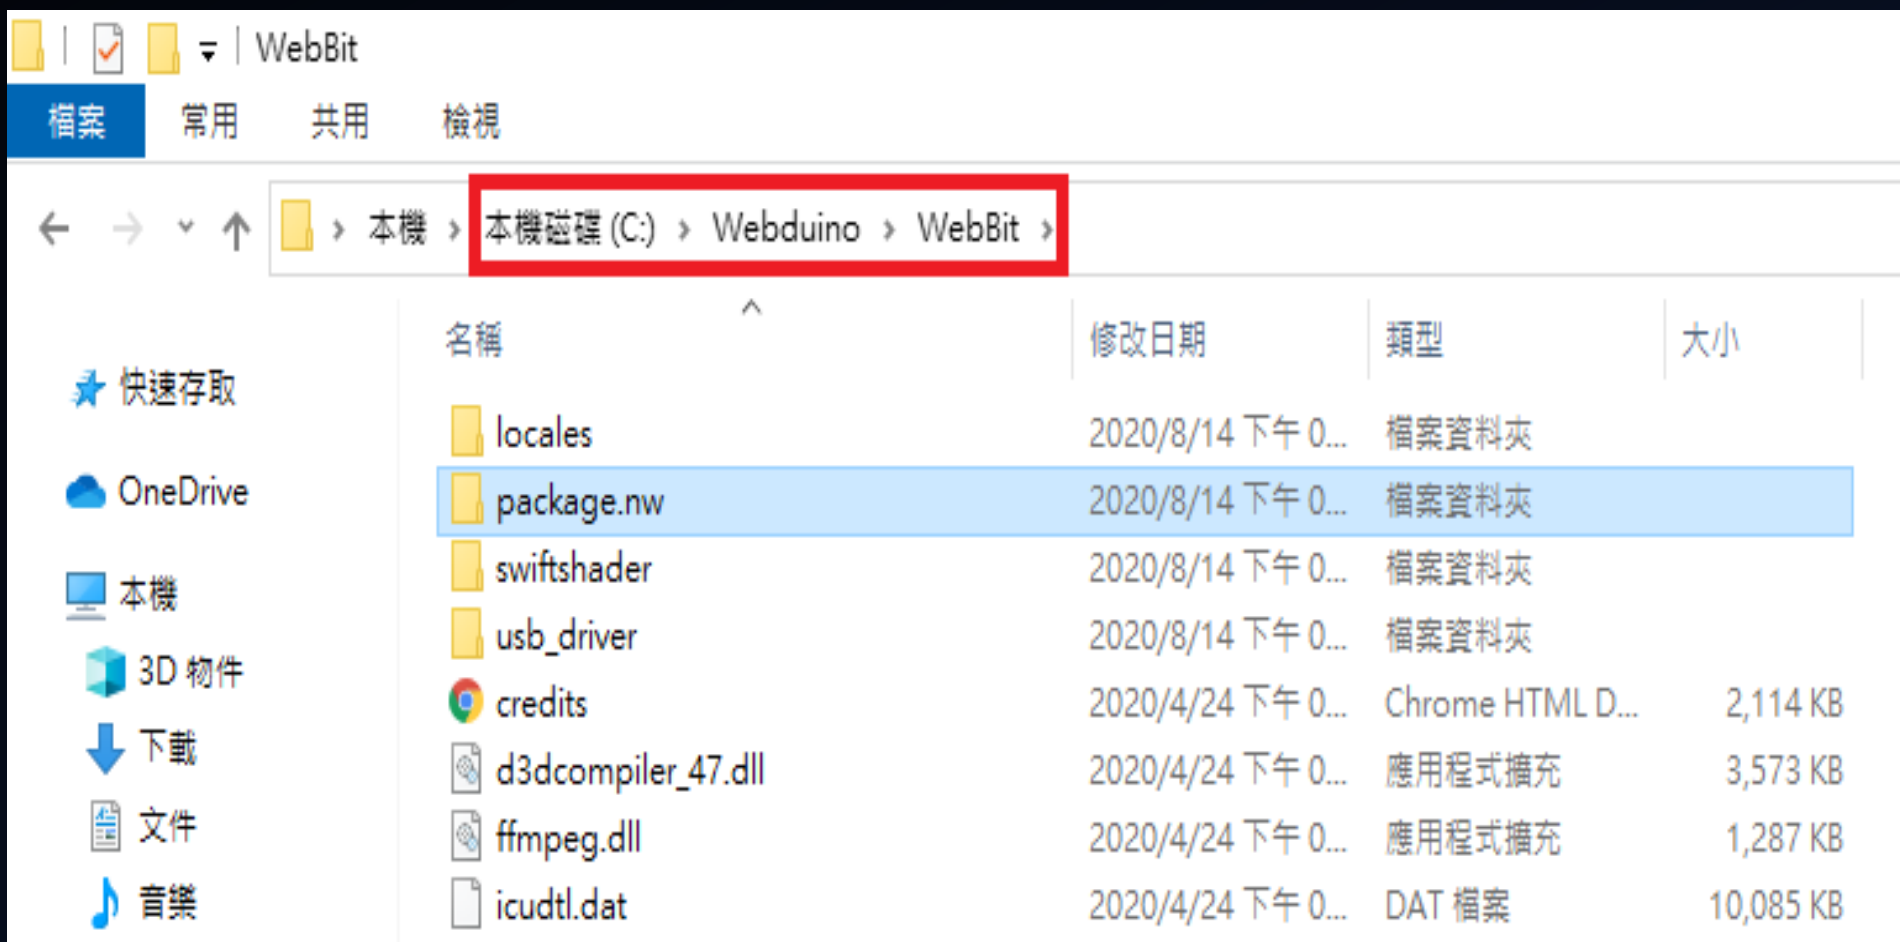 WebBit
檔案 常用 共用 檢視
本機 本機磁碟 (C:) Webduino WebBit
名稱 修改日期 類型 大小
快速存取
OneDrive
本機
3D 物件
下載
文件
音樂
locales 2020/8/14 下午 0... 檔案資料夾
package.nw 2020/8/14 下午 0... 檔案資料夾
swiftshader 2020/8/14 下午 0... 檔案資料夾
usb_driver 2020/8/14 下午 0... 檔案資料夾
credits 2020/4/24 下午 0... Chrome HTML D... 2,114 KB
d3dcompiler_47.dll 2020/4/24 下午 0... 應用程式擴充 3,573 KB
ffmpeg.dll 2020/4/24 下午 0... 應用程式擴充 1,287 KB
icudtl.dat 2020/4/24 下午 0... DAT 檔案 10,085 KB